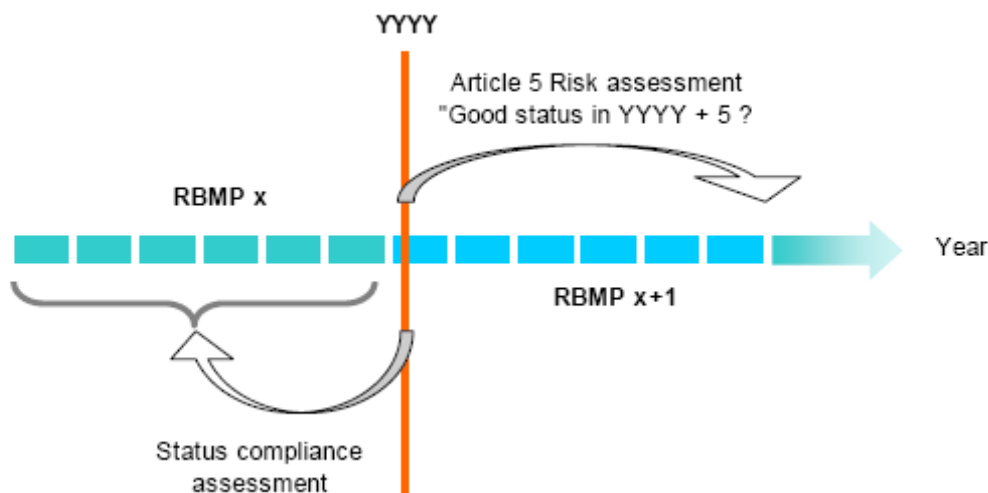 YYYY
Article 5 Risk assessment
"Good status in YYYY + 5 ?
RBMP x
Year
RBMP x+1
Status compliance
assessment